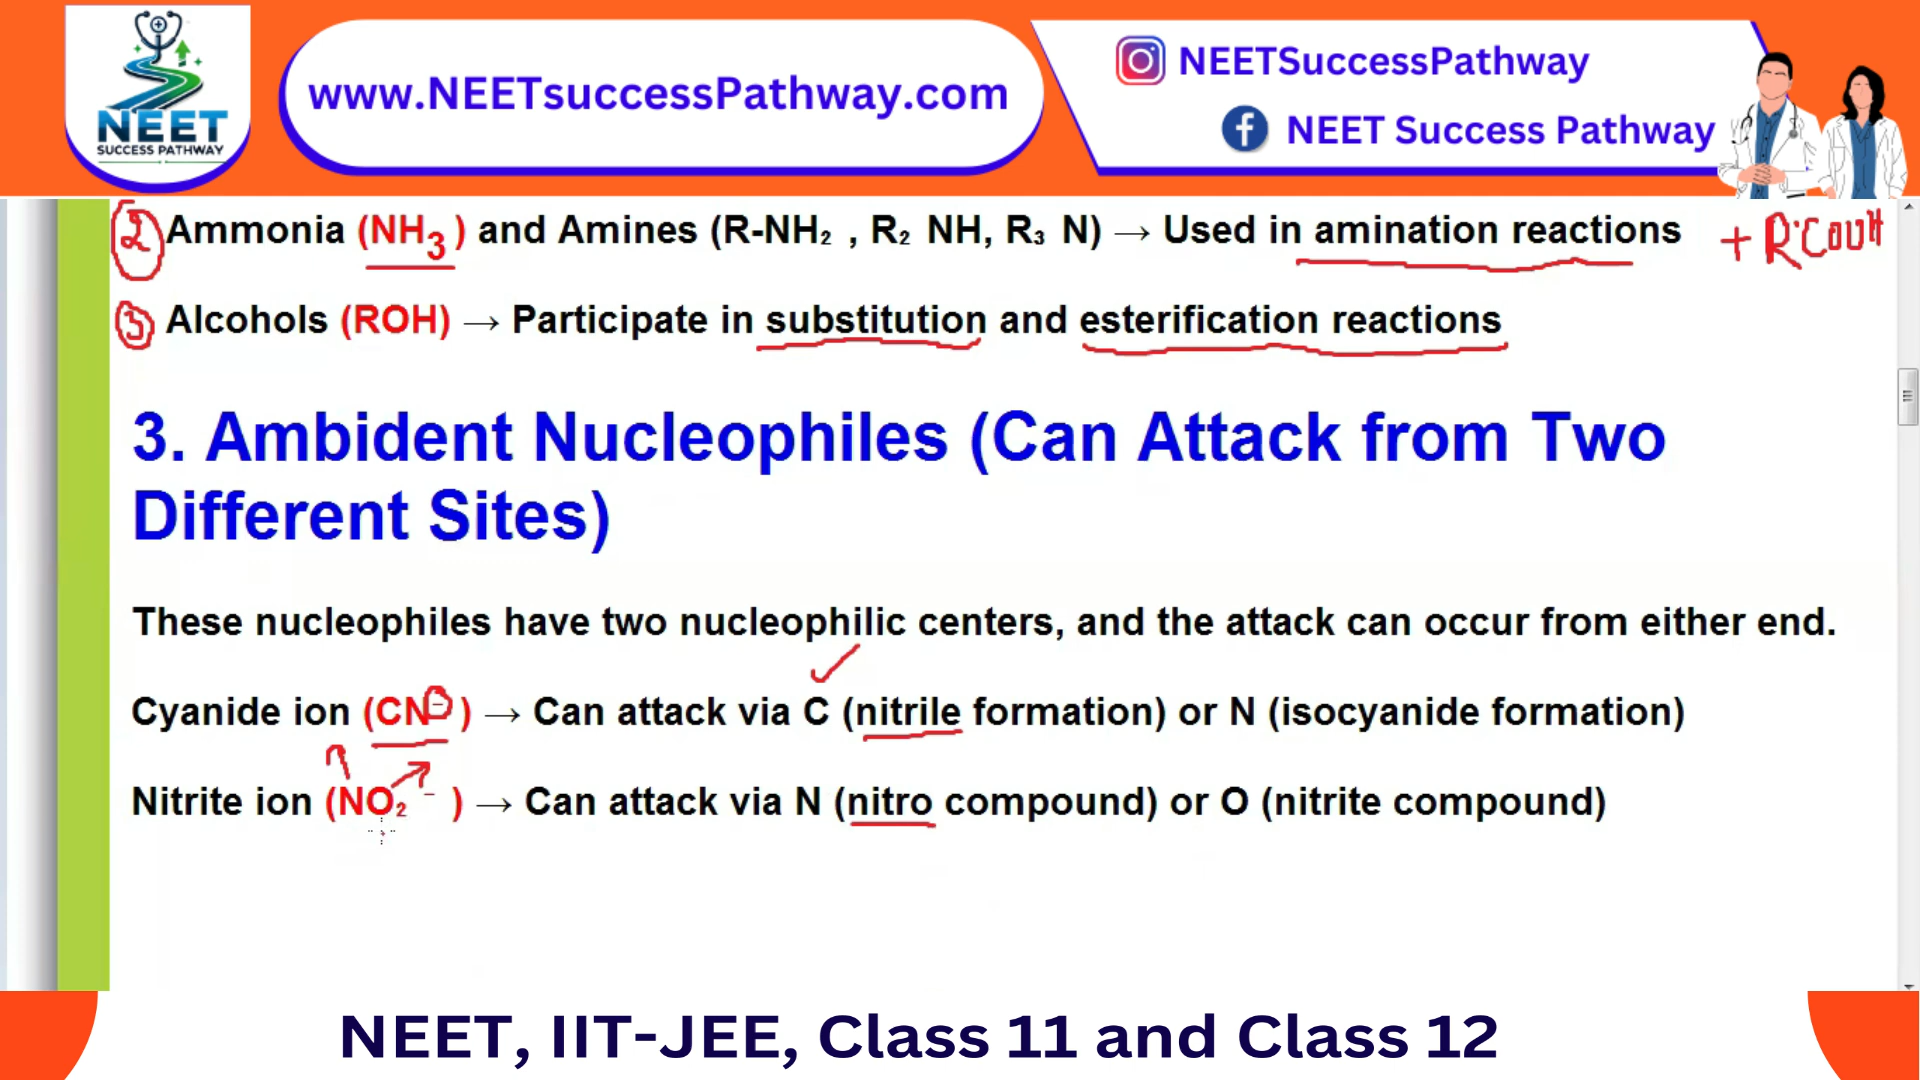 NEET
SUCCESS PATHWAY
www.NEETsuccessPathway.com
NEETSuccessPathway
NEET Success Pathway
2 Ammonia (NH₃ ) and Amines (R-NH₂ , R₂ NH, R₃ N) → Used in amination reactions + R'COOH
3 Alcohols (ROH) → Participate in substitution and esterification reactions
3. Ambident Nucleophiles (Can Attack from Two
Different Sites)
These nucleophiles have two nucleophilic centers, and the attack can occur from either end.
Cyanide ion (CN⁻ ) → Can attack via C (nitrile formation) or N (isocyanide formation)
Nitrite ion (NO₂⁻ ) → Can attack via N (nitro compound) or O (nitrite compound)
NEET, IIT-JEE, Class 11 and Class 12